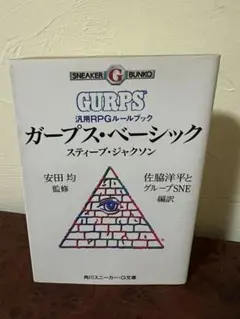 SNEAKER G BUNKO
GURPS
汎用RPGルールブック
ガープス・ベーシック
スティーブ・ジャクソン
安田 均
監修
佐脇洋平と
グループSNE
編訳
角川スニーカー・G文庫